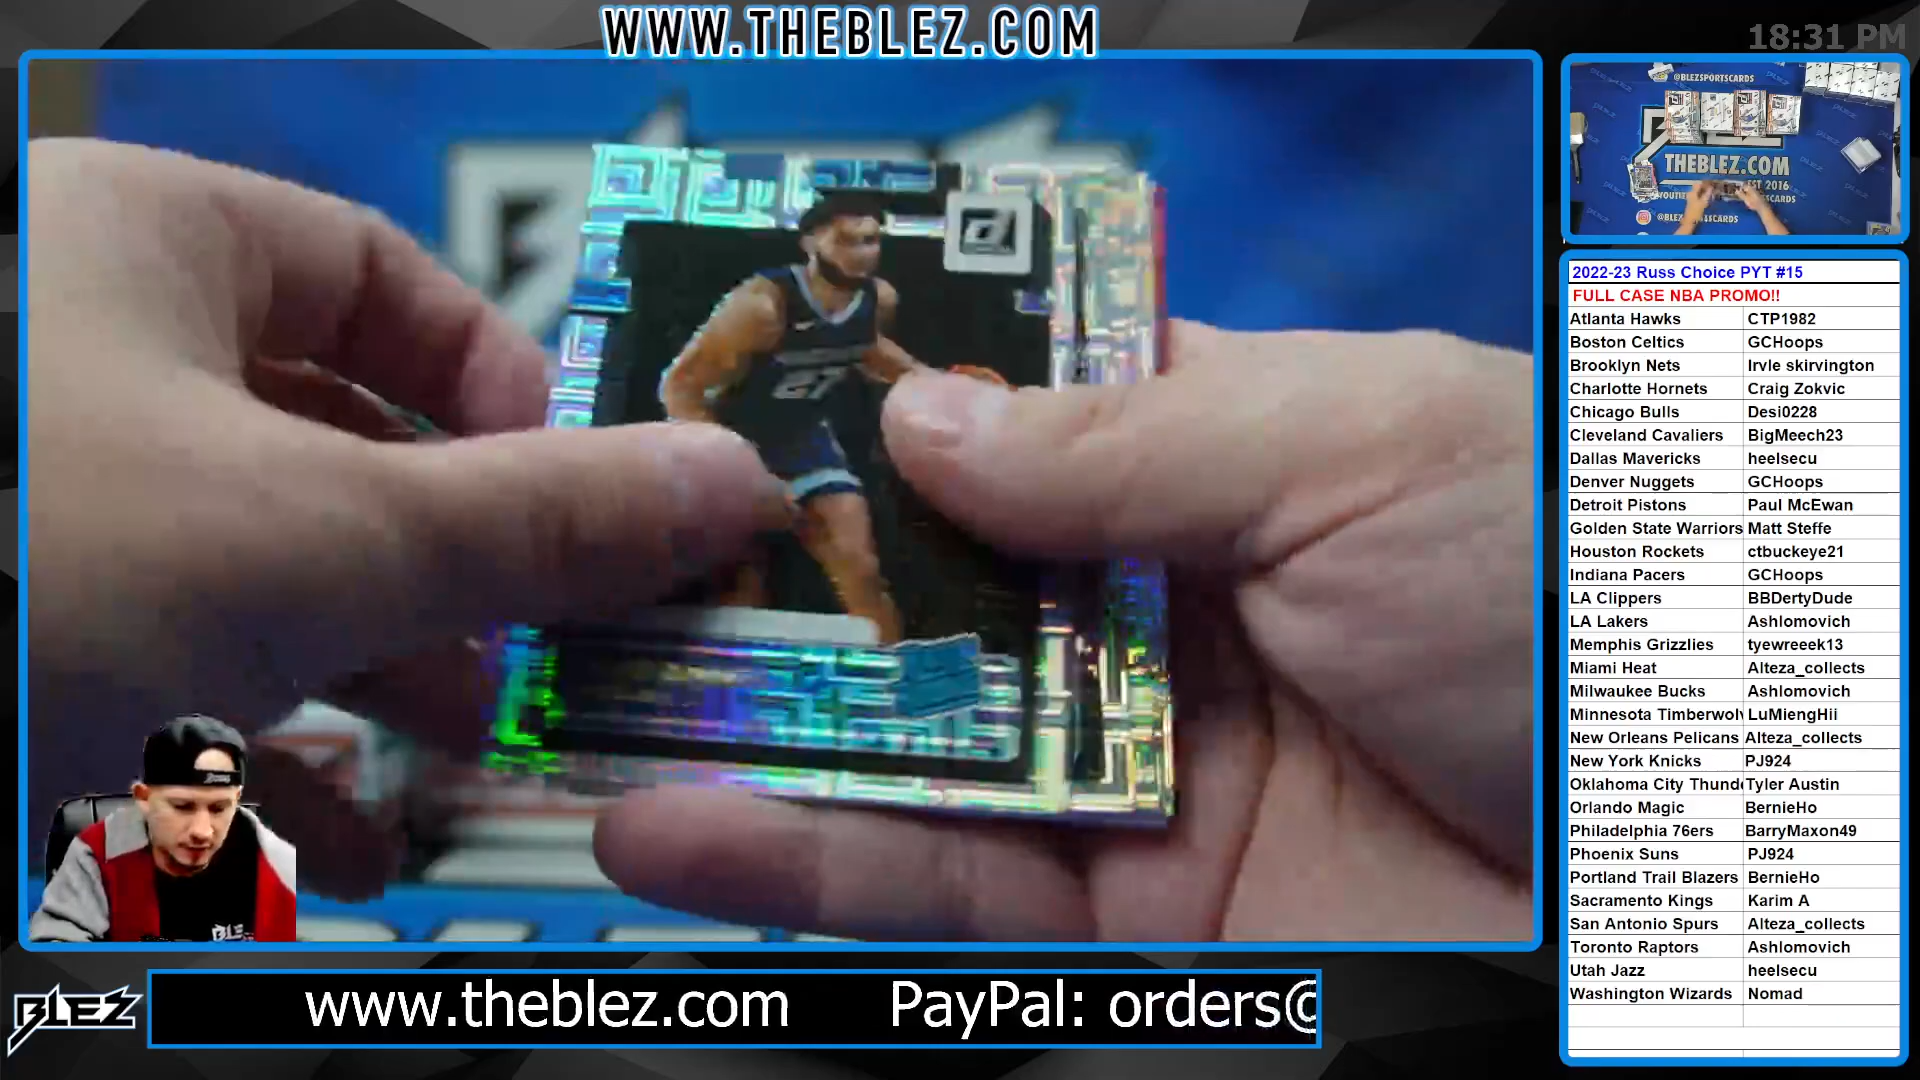 WWW.THEBLEZ.COM
18:31 PM
@BLEZSPORTSCARDS
THEBLEZ.COM
EST 2016
27
2022-23 Russ Choice PYT #15
FULL CASE NBA PROMO!!
Atlanta Hawks CTP1982
Boston Celtics GCHoops
Brooklyn Nets Irvle skirvington
Charlotte Hornets Craig Zokvic
Chicago Bulls Desi0228
Cleveland Cavaliers BigMeech23
Dallas Mavericks heelsecu
Denver Nuggets GCHoops
Detroit Pistons Paul McEwan
Golden State Warriors Matt Steffe
Houston Rockets ctbuckeye21
Indiana Pacers GCHoops
LA Clippers BBDertyDude
LA Lakers Ashlomovich
Memphis Grizzlies tyewreeek13
Miami Heat Alteza_collects
Milwaukee Bucks Ashlomovich
Minnesota Timberwolv LuMiengHii
New Orleans Pelicans Alteza_collects
New York Knicks PJ924
Oklahoma City Thunde Tyler Austin
Orlando Magic BernieHo
Philadelphia 76ers BarryMaxon49
Phoenix Suns PJ924
Portland Trail Blazers BernieHo
Sacramento Kings Karim A
San Antonio Spurs Alteza_collects
Toronto Raptors Ashlomovich
Utah Jazz heelsecu
Washington Wizards Nomad
BLEZ
www.theblez.com PayPal: orders@